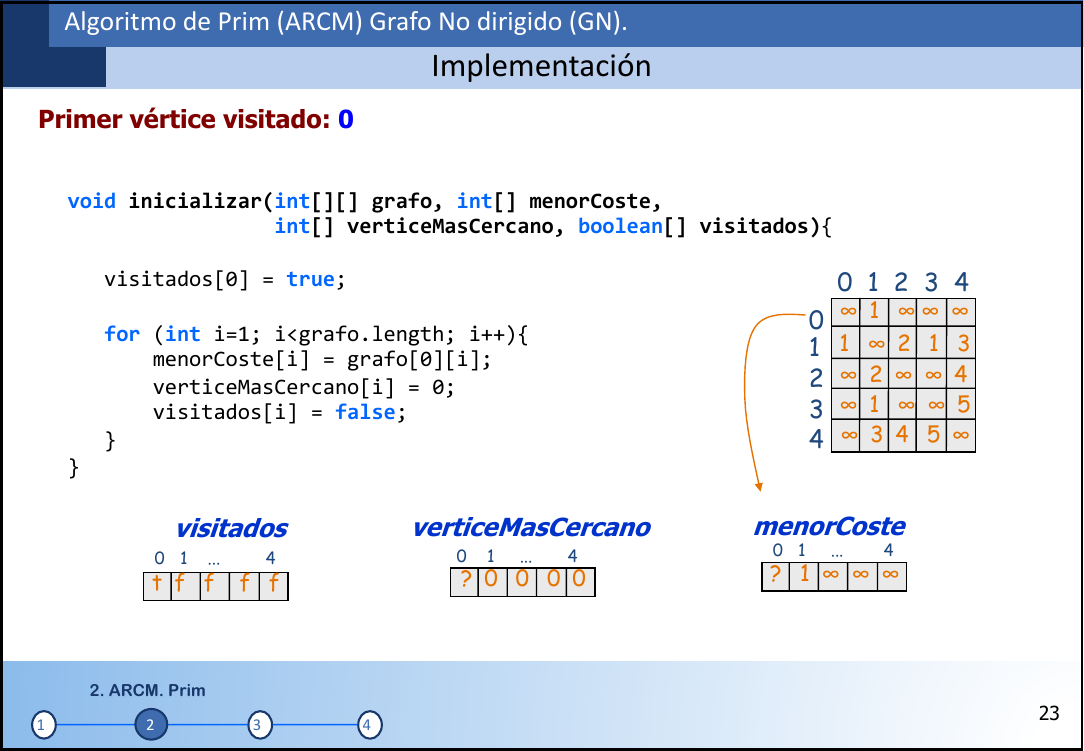 Algoritmo de Prim (ARCM) Grafo No dirigido (GN).
Implementación
Primer vértice visitado: 0
void inicializar(int[][] grafo, int[] menorCoste,
int[] verticeMasCercano, boolean[] visitados){
visitados[0] = true;
for (int i=1; i<grafo.length; i++){
menorCoste[i] = grafo[0][i];
verticeMasCercano[i] = 0;
visitados[i] = false;
}
}
0 1 2 3 4
0 ∞ 1 ∞ ∞ ∞
1 1 ∞ 2 1 3
2 ∞ 2 ∞ ∞ 4
3 ∞ 1 ∞ ∞ 5
4 ∞ 3 4 5 ∞
visitados
0 1 ... 4
t f f f f
verticeMasCercano
0 1 ... 4
? 0 0 0 0
menorCoste
0 1 ... 4
? 1 ∞ ∞ ∞
2. ARCM. Prim
1 2 3 4
23